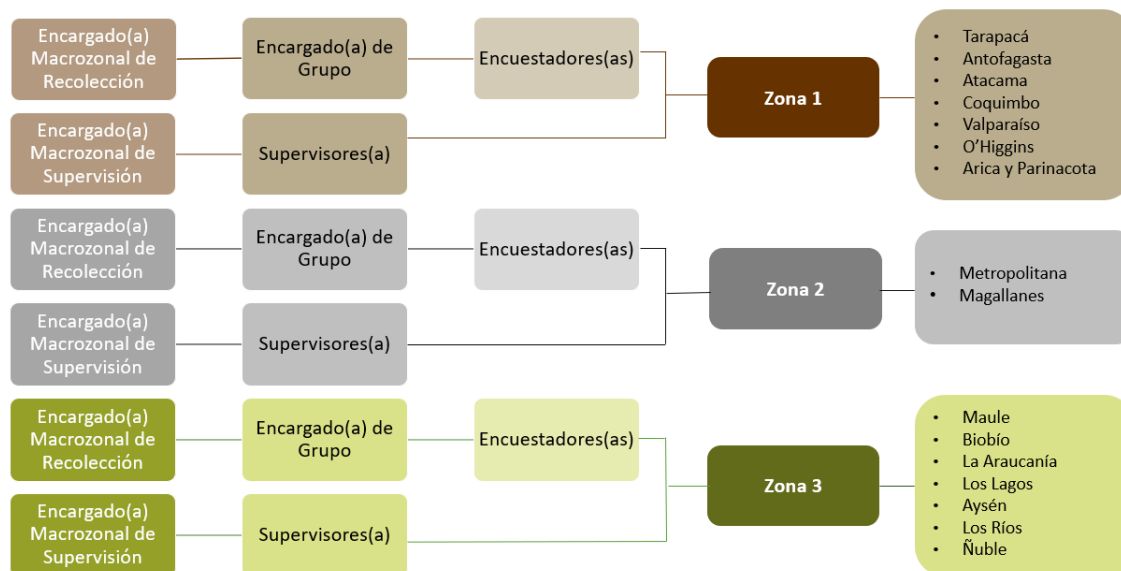 Encargado(a)
Macrozonal de
Recolección
Encargado(a) de
Grupo
Encuestadores(as)
Encargado(a)
Macrozonal de
Supervisión
Supervisores(a)
Zona 1
• Tarapacá
• Antofagasta
• Atacama
• Coquimbo
• Valparaíso
• O’Higgins
• Arica y Parinacota
Encargado(a)
Macrozonal de
Recolección
Encargado(a) de
Grupo
Encuestadores(as)
Encargado(a)
Macrozonal de
Supervisión
Supervisores(a)
Zona 2
• Metropolitana
• Magallanes
Encargado(a)
Macrozonal de
Recolección
Encargado(a) de
Grupo
Encuestadores(as)
Encargado(a)
Macrozonal de
Supervisión
Supervisores(a)
Zona 3
• Maule
• Biobío
• La Araucanía
• Los Lagos
• Aysén
• Los Ríos
• Ñuble